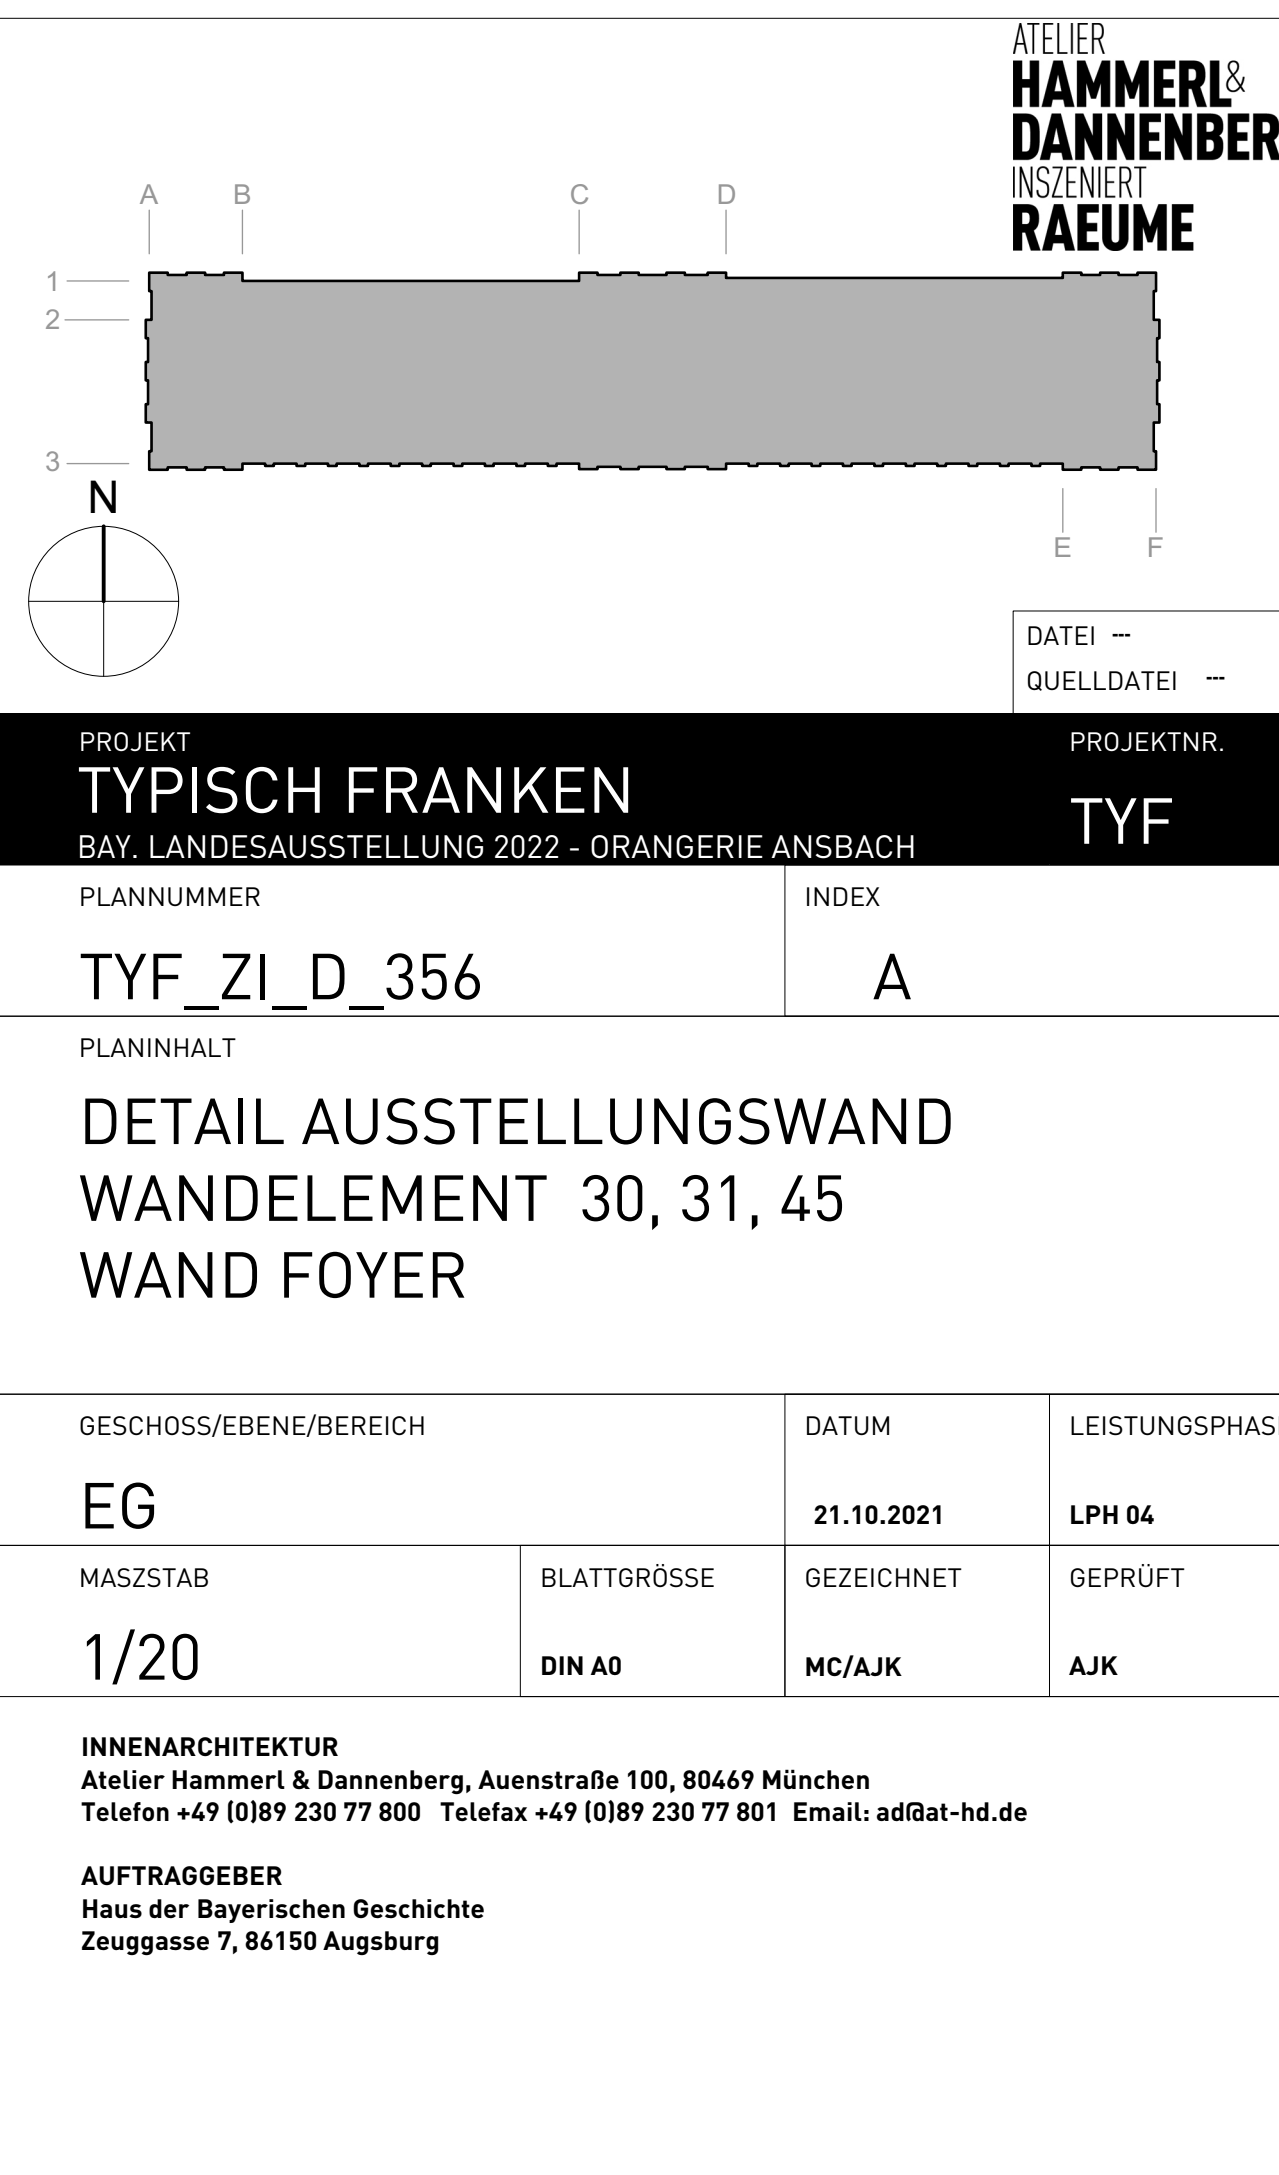 ATELIER
HAMMERL&
DANNENBER
INSZENIERT
RAEUME
A B C D
1
2
3
N
E F
DATEI ---
QUELLDATEI ---
PROJEKT PROJEKTNR.
TYPISCH FRANKEN TYF
BAY. LANDESAUSSTELLUNG 2022 - ORANGERIE ANSBACH
PLANNUMMER INDEX
TYF_ZI_D_356 A
PLANINHALT
DETAIL AUSSTELLUNGSWAND
WANDELEMENT 30, 31, 45
WAND FOYER
GESCHOSS/EBENE/BEREICH DATUM LEISTUNGSPHASE
EG 21.10.2021 LPH 04
MASZSTAB BLATTGRÖSSE GEZEICHNET GEPRÜFT
1/20 DIN A0 MC/AJK AJK
INNENARCHITEKTUR
Atelier Hammerl & Dannenberg, Auenstraße 100, 80469 München
Telefon +49 (0)89 230 77 800 Telefax +49 (0)89 230 77 801 Email: ad@at-hd.de
AUFTRAGGEBER
Haus der Bayerischen Geschichte
Zeuggasse 7, 86150 Augsburg